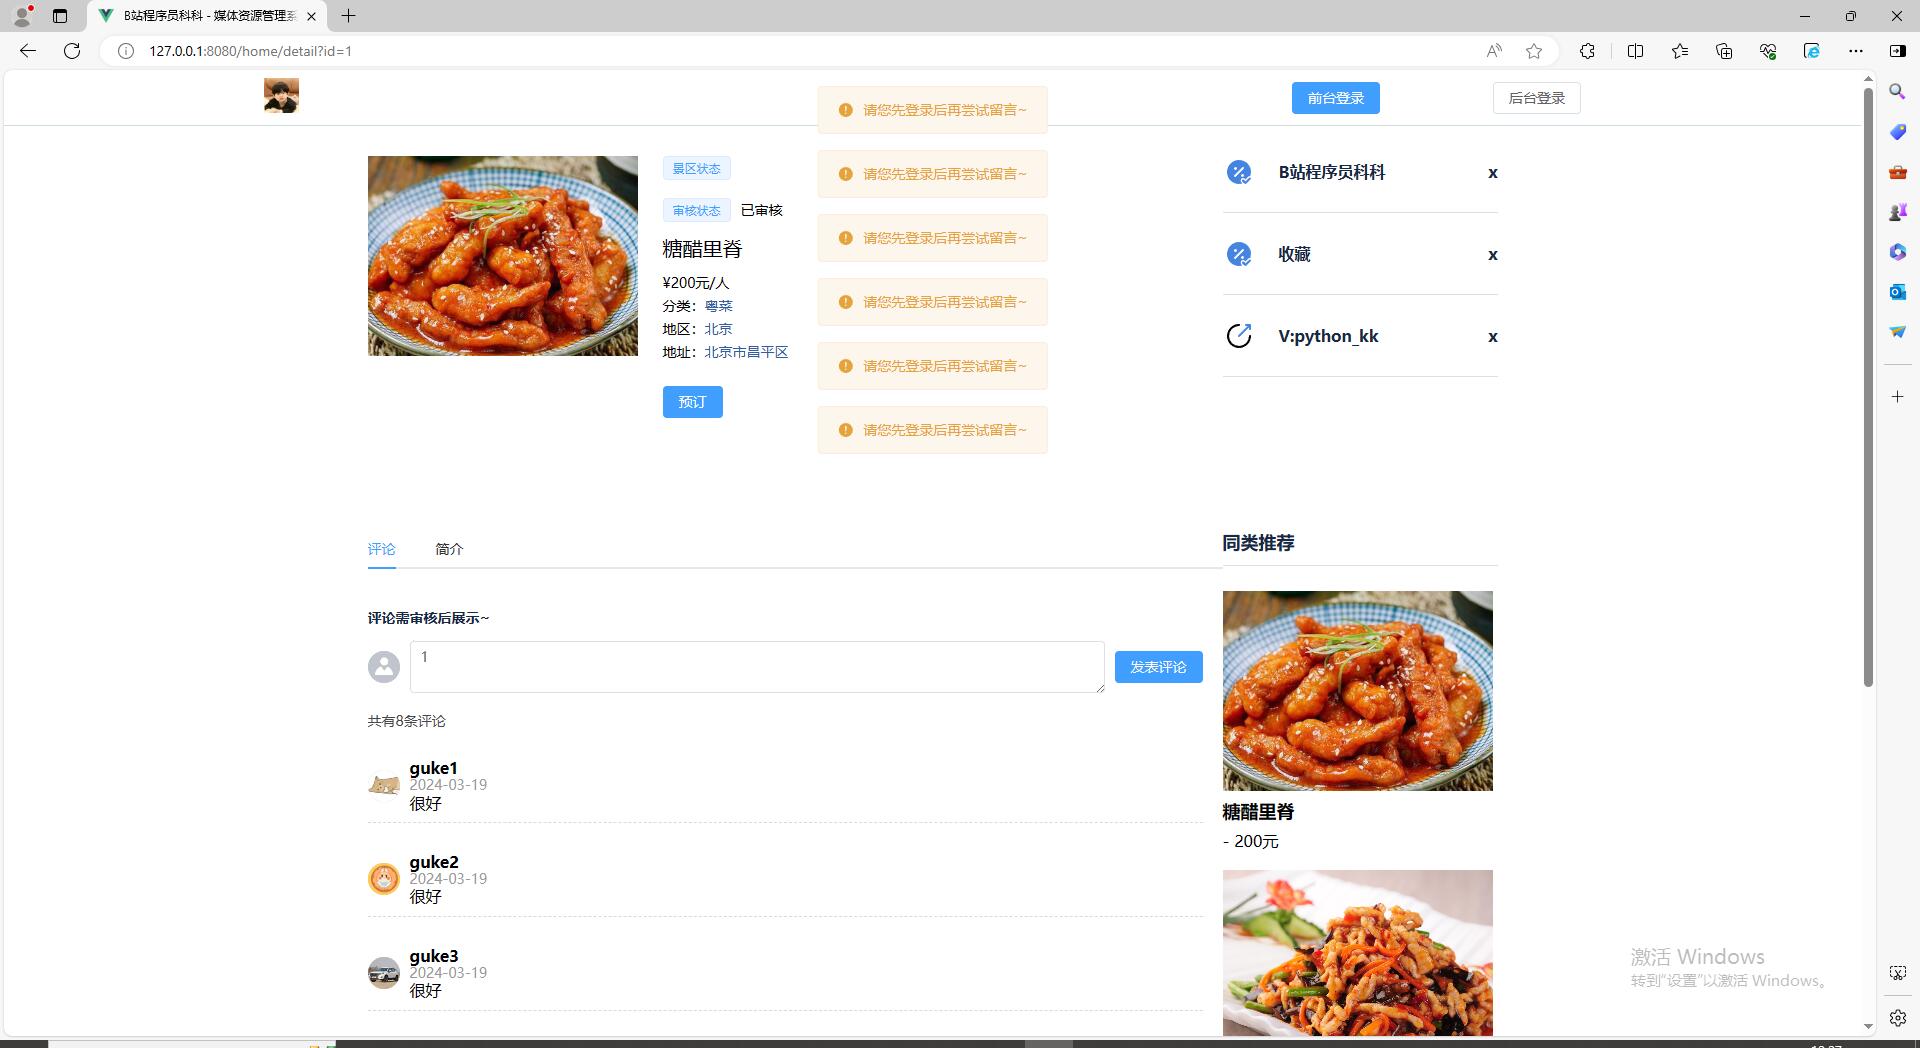 B站程序员科科 - 媒体资源管理系
127.0.0.1:8080/home/detail?id=1
前台登录
后台登录
请您先登录后再尝试留言~
请您先登录后再尝试留言~
请您先登录后再尝试留言~
请您先登录后再尝试留言~
请您先登录后再尝试留言~
请您先登录后再尝试留言~
景区状态
审核状态 已审核
糖醋里脊
¥200元/人
分类：粤菜
地区：北京
地址：北京市昌平区
预订
B站程序员科科 x
收藏 x
V:python_kk x
评论 简介
评论需审核后展示~
1
发表评论
共有8条评论
guke1
2024-03-19
很好
guke2
2024-03-19
很好
guke3
2024-03-19
很好
同类推荐
糖醋里脊
- 200元
激活 Windows
转到"设置"以激活 Windows。